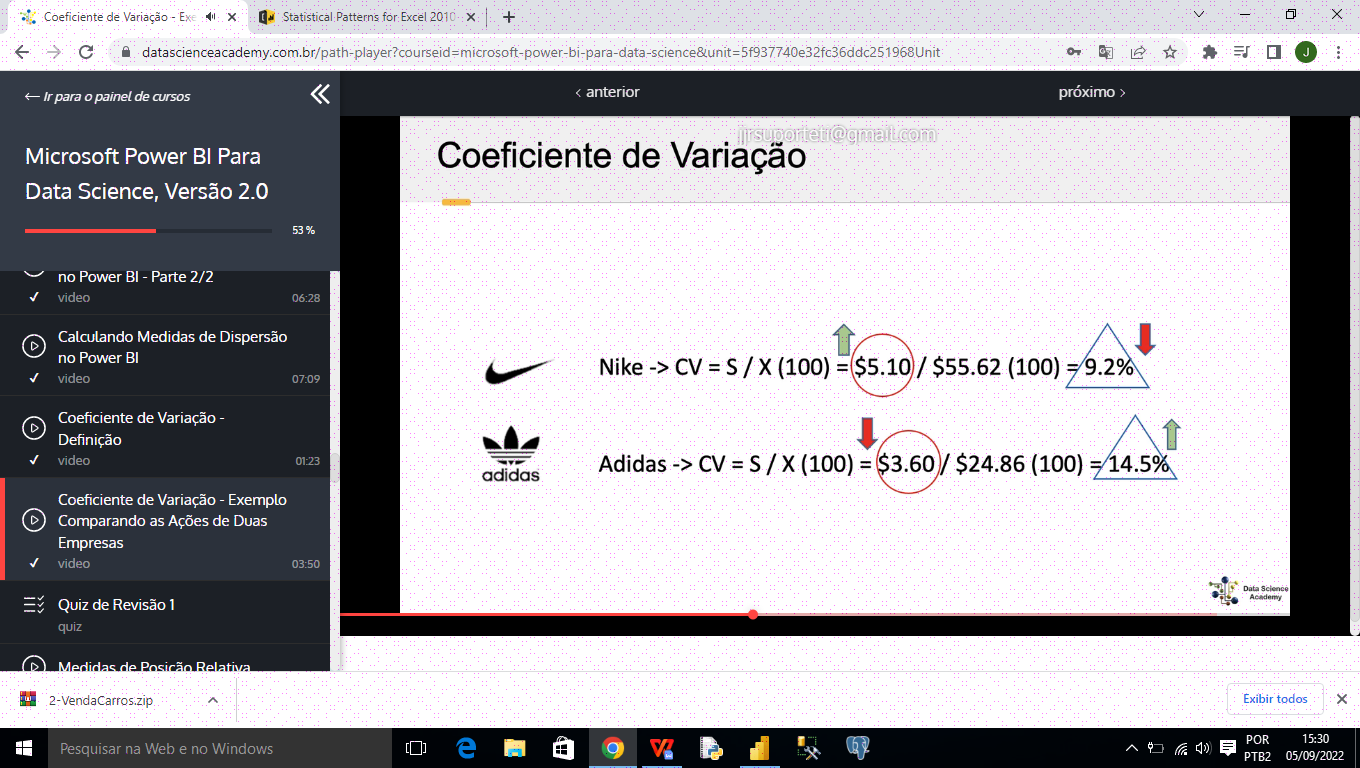 Coeficiente de Variação - Exe
Statistical Patterns for Excel 2010
datascienceacademy.com.br/path-player?courseid=microsoft-power-bi-para-data-science&unit=5f937740e32fc36ddc251968Unit
J
Ir para o painel de cursos
anterior
próximo
Microsoft Power BI Para
Data Science, Versão 2.0
53 %
no Power BI - Parte 2/2
video 06:28
Calculando Medidas de Dispersão
no Power BI
video 07:09
Coeficiente de Variação -
Definição
video 01:23
Coeficiente de Variação - Exemplo
Comparando as Ações de Duas
Empresas
video 03:50
Quiz de Revisão 1
quiz
Medidas de Posição Relativa
jjrsuporteti@gmail.com
Coeficiente de Variação
Nike -> CV = S / X (100) = $5.10 / $55.62 (100) = 9.2%
adidas
Adidas -> CV = S / X (100) = $3.60 / $24.86 (100) = 14.5%
Data Science
Academy
2-VendaCarros.zip
Exibir todos
Pesquisar na Web e no Windows
POR
PTB2
15:30
05/09/2022